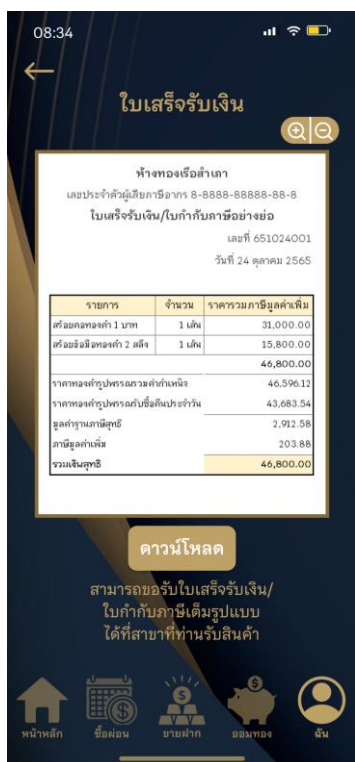 08:34
ใบเสร็จรับเงิน
ห้างทองเรือสำเภา
เลขประจำตัวผู้เสียภาษีอากร 8-8888-88888-88-8
ใบเสร็จรับเงิน/ใบกำกับภาษีอย่างย่อ
เลขที่ 651024001
วันที่ 24 ตุลาคม 2565
รายการ จำนวน ราคารวมภาษีมูลค่าเพิ่ม
สร้อยคอทองคำ 1 บาท 1 เส้น 31,000.00
สร้อยข้อมือทองคำ 2 สลึง 1 เส้น 15,800.00
46,800.00
ราคาทองคำรูปพรรณรวมค่ากำเหน็จ 46,596.12
ราคาทองคำรูปพรรณรับซื้อคืนประจำวัน 43,683.54
มูลค่าฐานภาษีสุทธิ 2,912.58
ภาษีมูลค่าเพิ่ม 203.88
รวมเงินสุทธิ 46,800.00
ดาวน์โหลด
สามารถขอรับใบเสร็จรับเงิน/
ใบกำกับภาษีเต็มรูปแบบ
ได้ที่สาขาที่ท่านรับสินค้า
หน้าหลัก ซื้อผ่อน ขายฝาก ออมทอง ฉัน